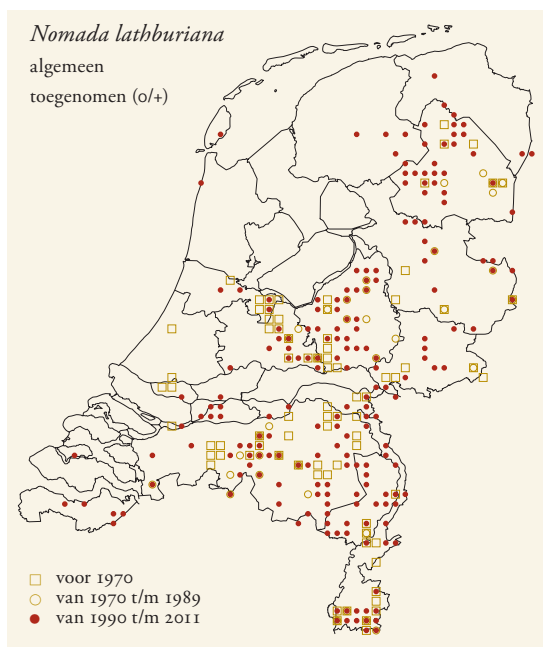 Nomada lathburiana
algemeen
toegenomen (0/+)
voor 1970
van 1970 t/m 1989
van 1990 t/m 2011